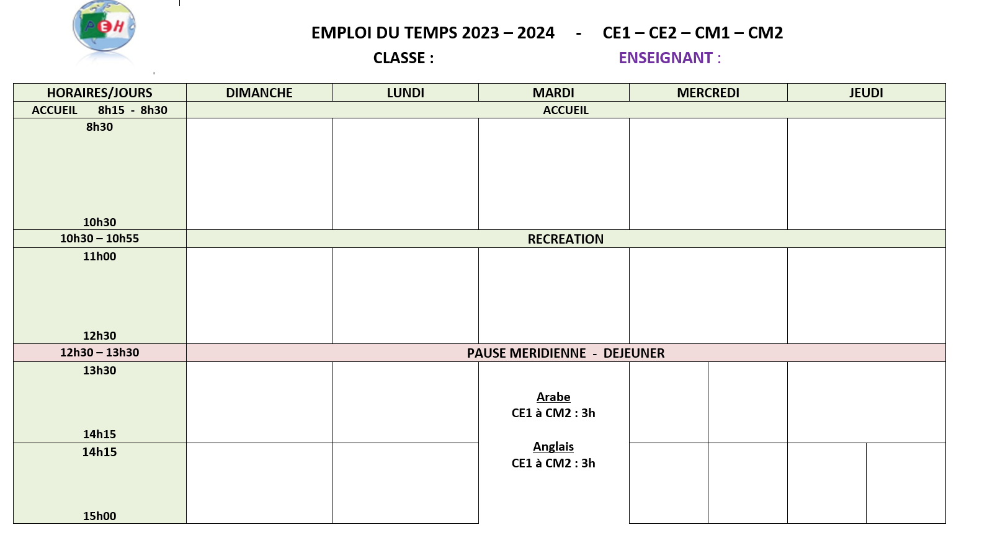 PEH
EMPLOI DU TEMPS 2023 – 2024 - CE1 – CE2 – CM1 – CM2
CLASSE : ENSEIGNANT :
HORAIRES/JOURS DIMANCHE LUNDI MARDI MERCREDI JEUDI
ACCUEIL 8h15 - 8h30 ACCUEIL
8h30
10h30
10h30 – 10h55 RECREATION
11h00
12h30
12h30 – 13h30 PAUSE MERIDIENNE - DEJEUNER
13h30
Arabe
CE1 à CM2 : 3h
14h15
Anglais
14h15
CE1 à CM2 : 3h
15h00